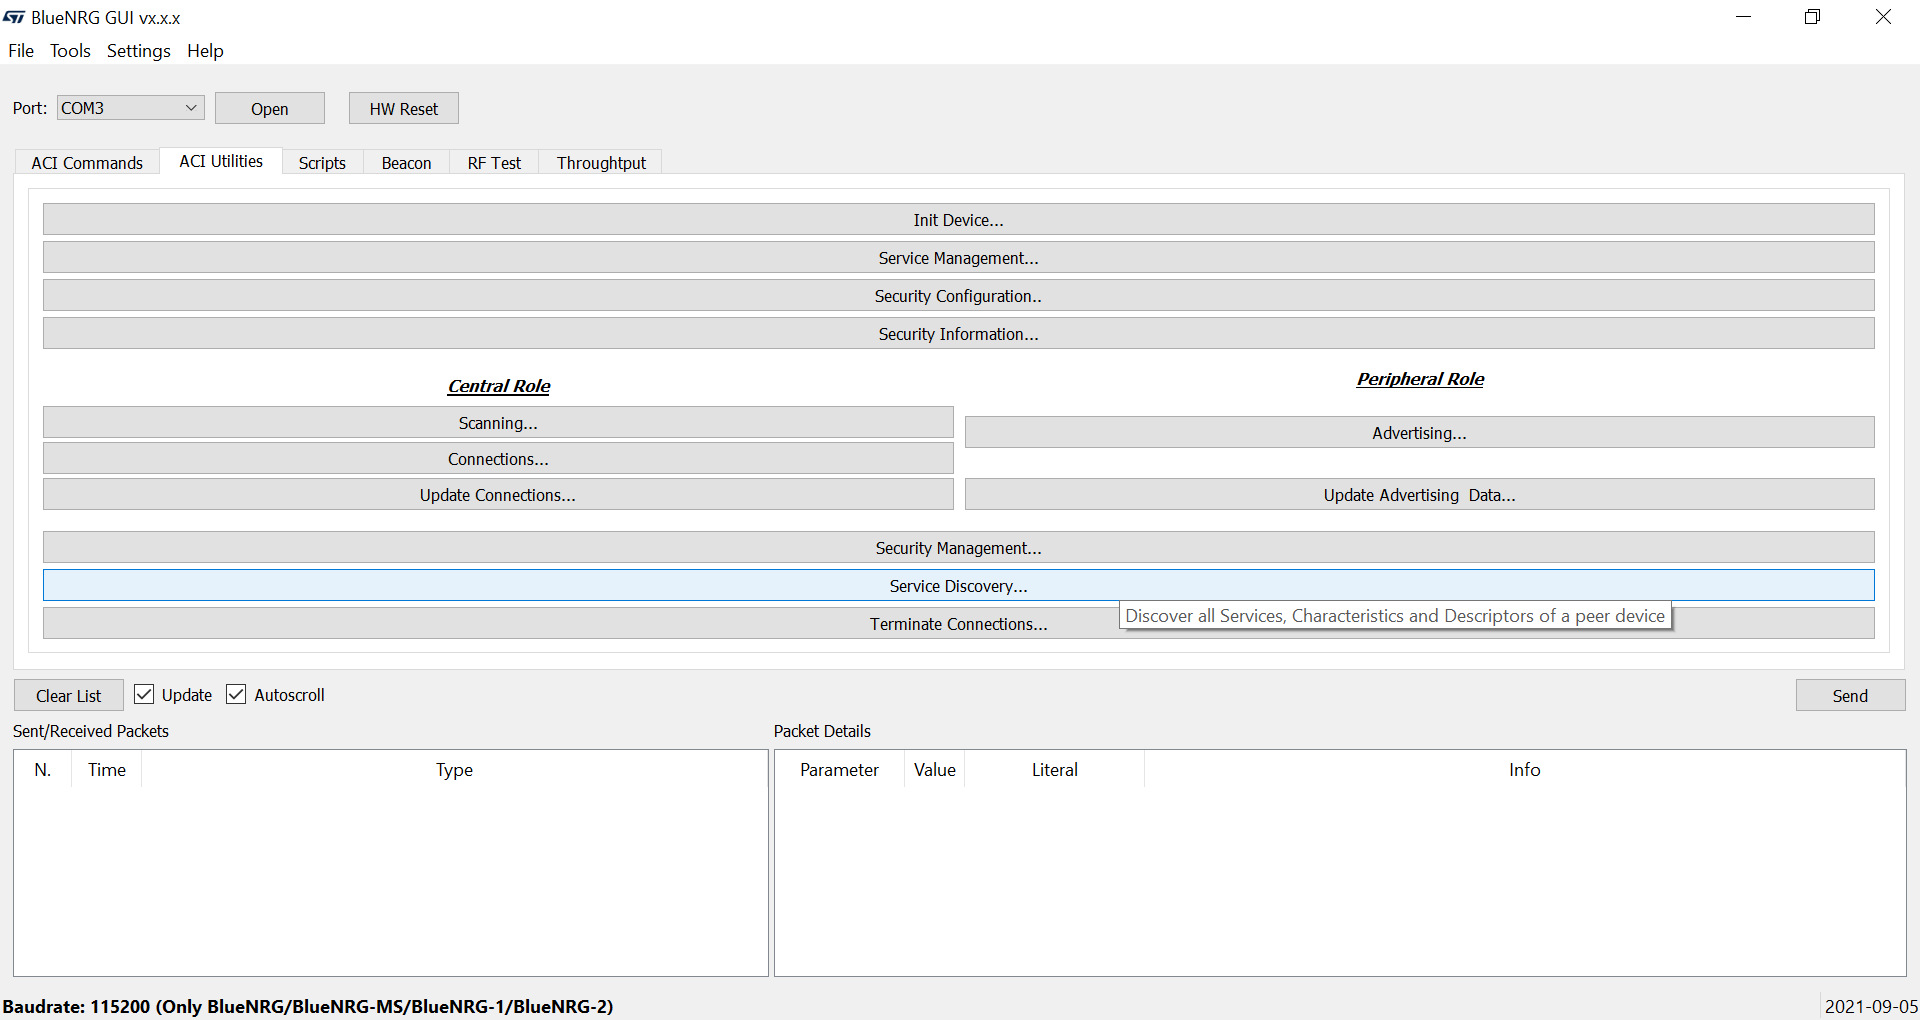 BlueNRG GUI vx.x.x
File Tools Settings Help
Port: COM3 Open HW Reset
ACI Commands ACI Utilities Scripts Beacon RF Test Throughtput
Init Device...
Service Management...
Security Configuration..
Security Information...
Central Role
Peripheral Role
Scanning...
Advertising...
Connections...
Update Connections...
Update Advertising Data...
Security Management...
Service Discovery...
Discover all Services, Characteristics and Descriptors of a peer device
Terminate Connections...
Clear List Update Autoscroll Send
Sent/Received Packets Packet Details
N. Time Type Parameter Value Literal Info
Baudrate: 115200 (Only BlueNRG/BlueNRG-MS/BlueNRG-1/BlueNRG-2) 2021-09-05